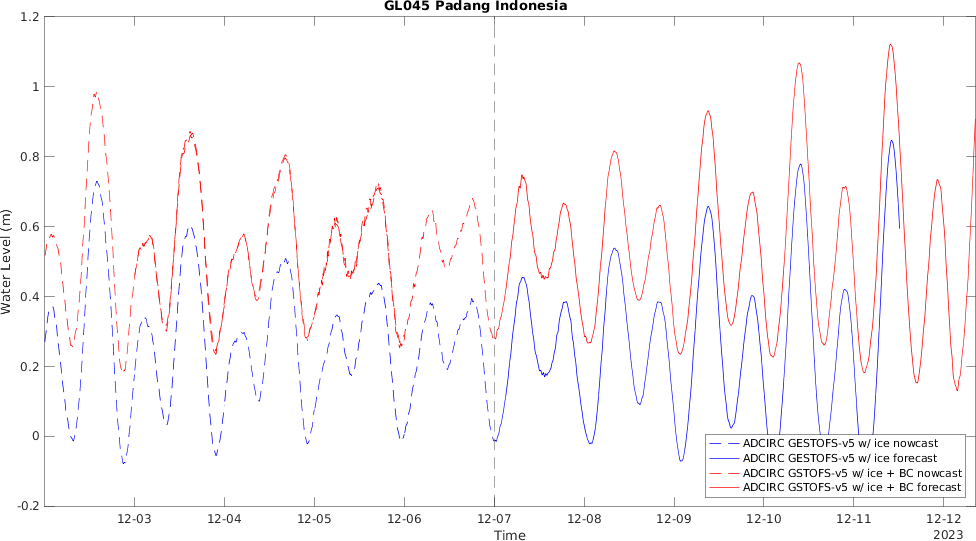 GL045 Padang Indonesia
1.2
1
0.8
0.6
0.4
0.2
0
-0.2
Water Level (m)
12-03 12-04 12-05 12-06 12-07 12-08 12-09 12-10 12-11 12-12
Time
2023
ADCIRC GESTOFS-v5 w/ ice nowcast
ADCIRC GESTOFS-v5 w/ ice forecast
ADCIRC GSTOFS-v5 w/ ice + BC nowcast
ADCIRC GSTOFS-v5 w/ ice + BC forecast